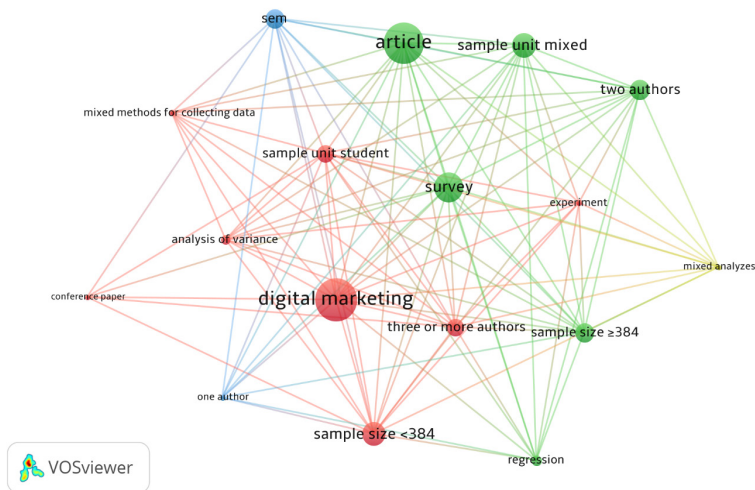 sem
article
sample unit mixed
two authors
mixed methods for collecting data
sample unit student
survey
experiment
analysis of variance
mixed analyzes
conference paper
digital marketing
three or more authors
sample size ≥384
one author
sample size <384
regression
VOSviewer